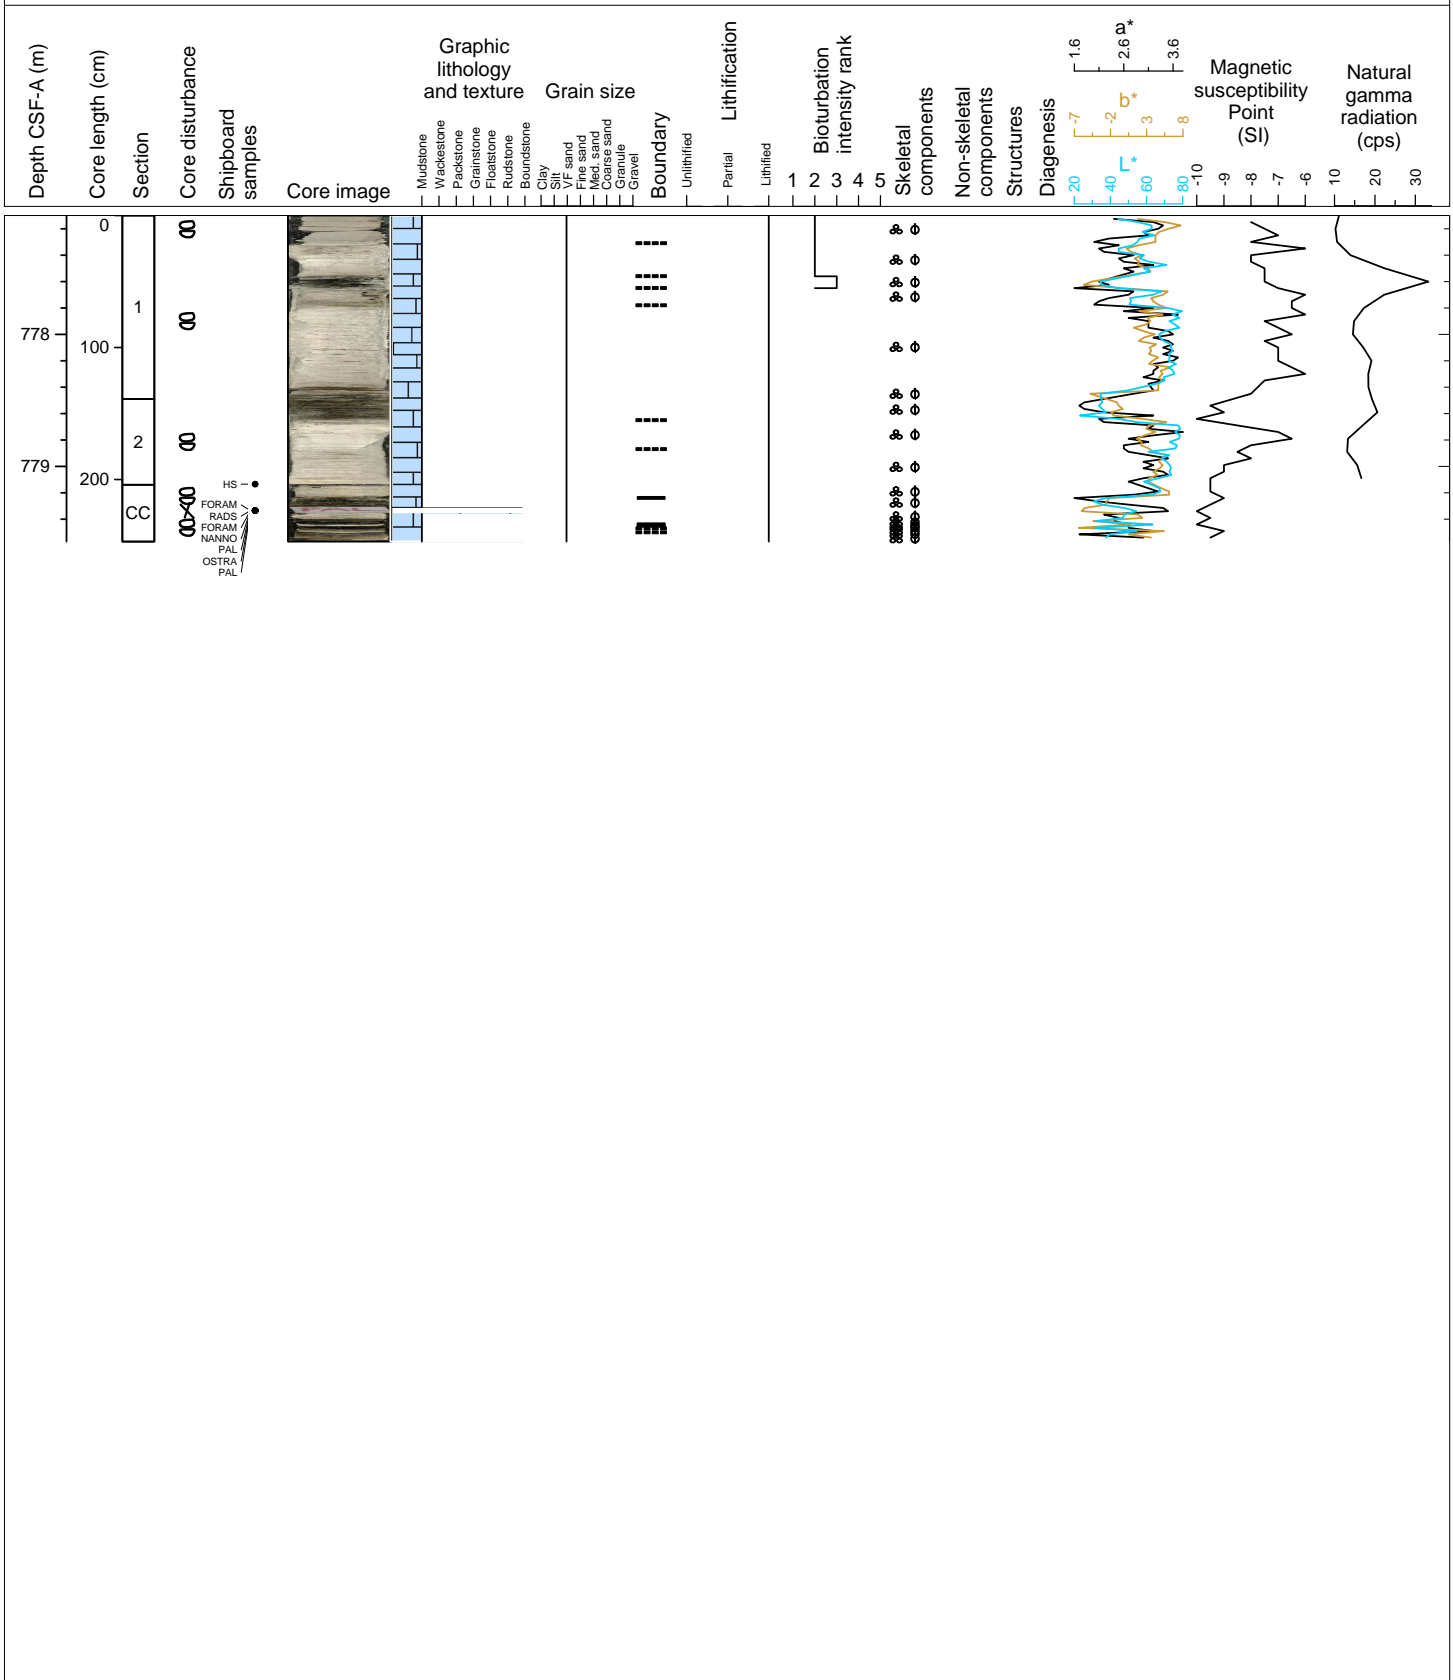 Depth CSF-A (m)
Core length (cm)
Section
Core disturbance
Shipboard
samples
Core image
Graphic
lithology
and texture
Mudstone
Wackestone
Packstone
Grainstone
Floatstone
Rudstone
Boundstone
Grain size
Clay
Silt
VF sand
Fine sand
Med. sand
Coarse sand
Granule
Gravel
Boundary
Lithification
Unlithified
Partial
Lithified
Bioturbation
intensity rank
1 2 3 4 5
Skeletal
components
Non-skeletal
components
Structures
Diagenesis
a*
1.6 2.6 3.6
b*
-7 -2 3 8
L*
20 40 60 80
Magnetic
susceptibility
Point
(SI)
-10 -9 -8 -7 -6
Natural
gamma
radiation
(cps)
10 20 30
0
1
778
100
2
779
200
HS
CC
FORAM
RADS
FORAM
NANNO
PAL
OSTRA
PAL